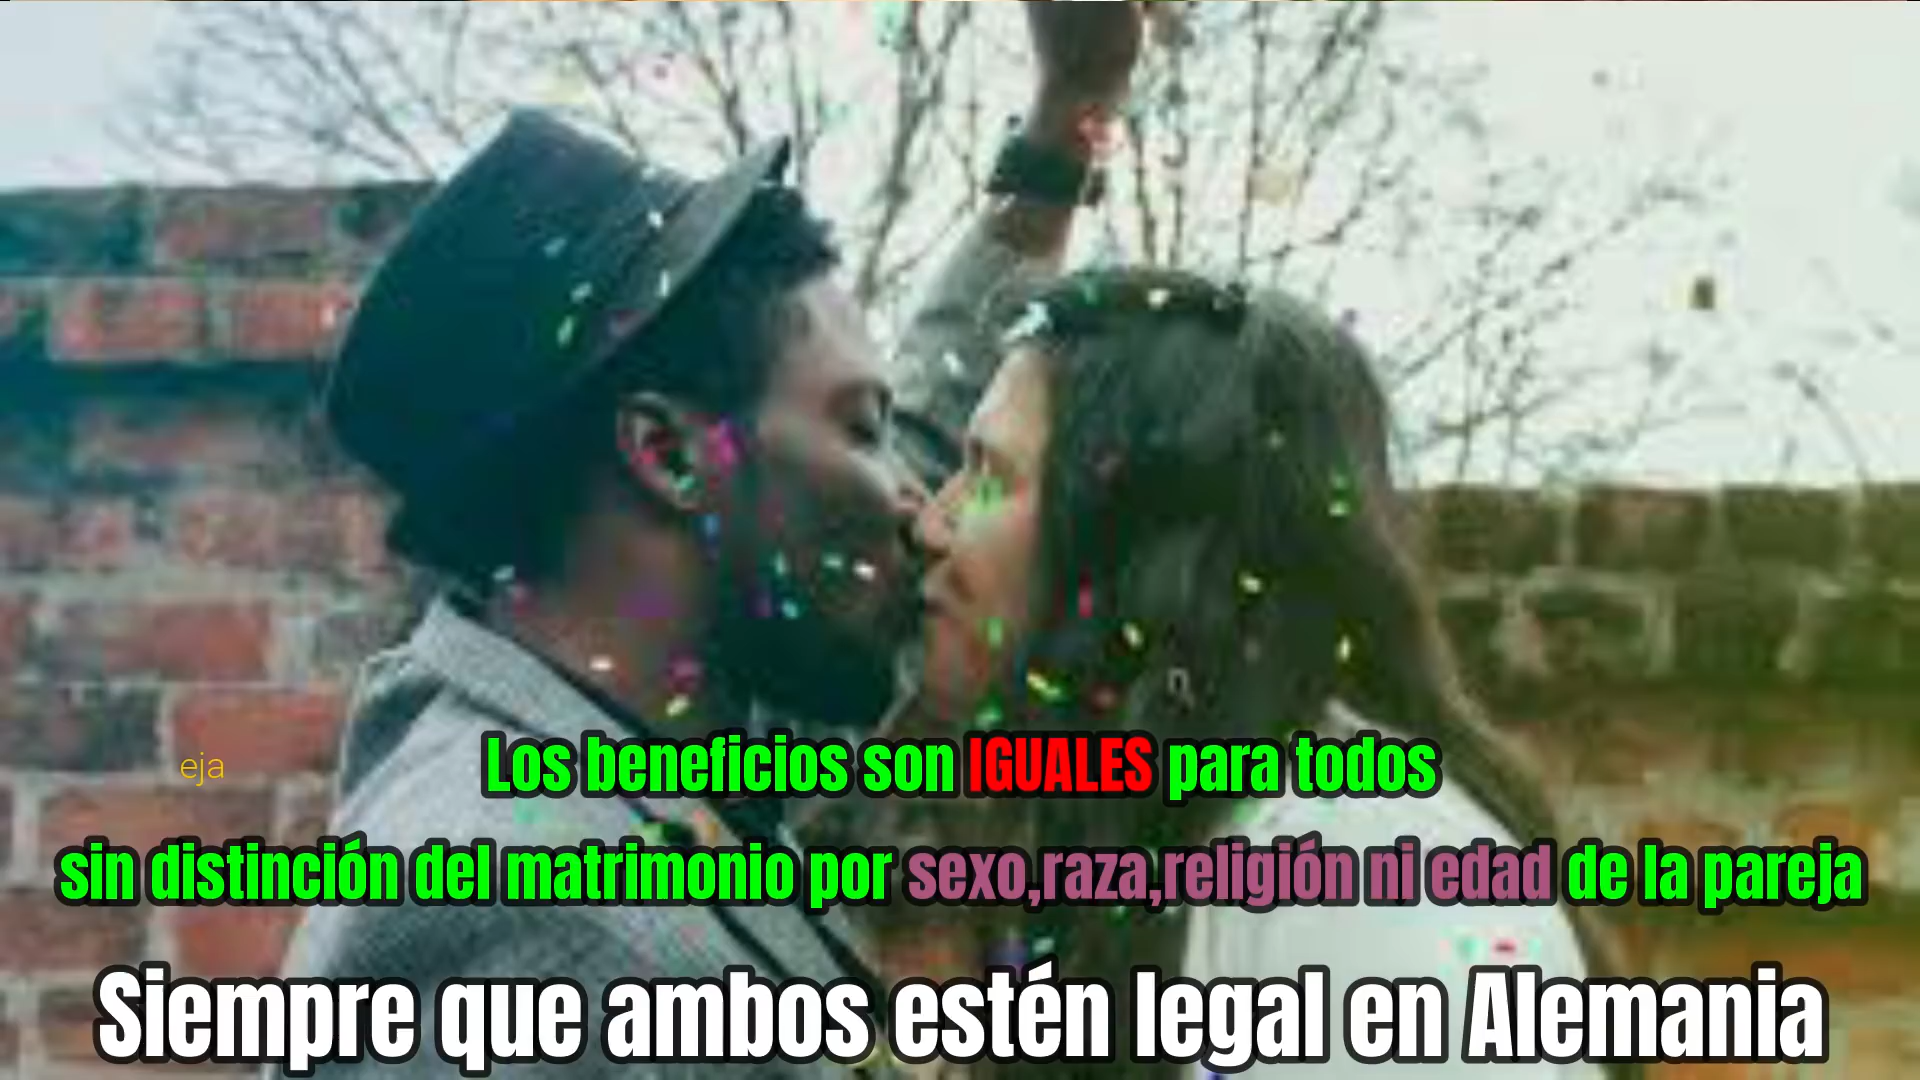 Los beneficios son IGUALES para todos
eja
sin distinción del matrimonio por sexo,raza,religión ni edad de la pareja
Siempre que ambos estén legal en Alemania